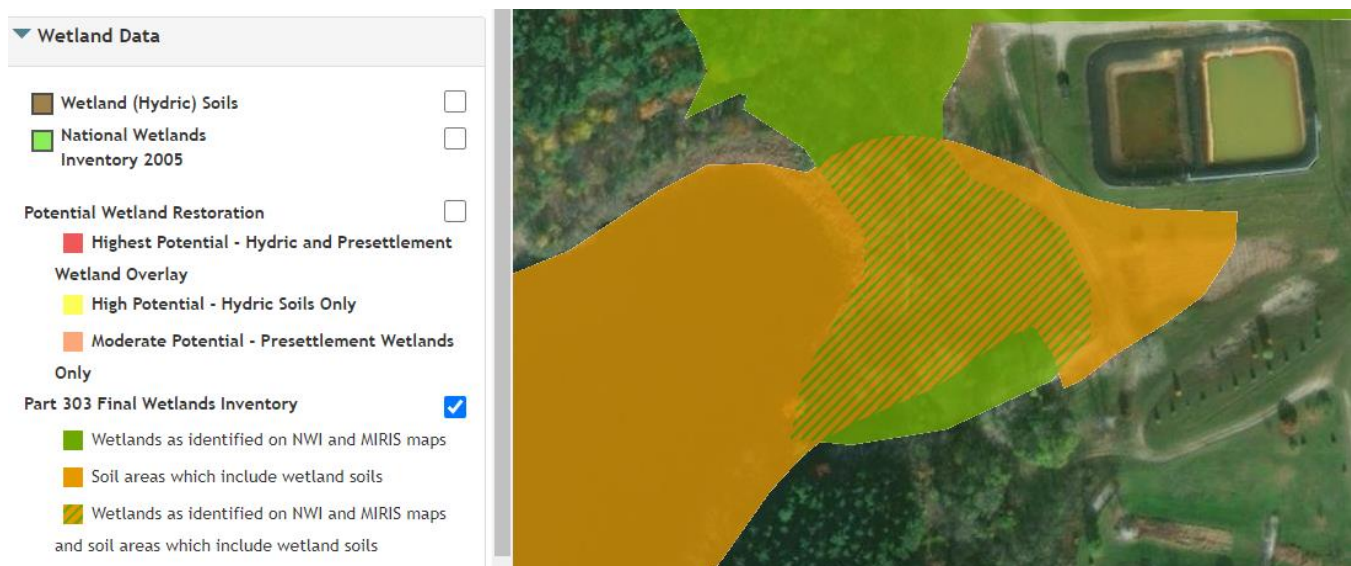 Wetland Data
Wetland (Hydric) Soils
National Wetlands
Inventory 2005
Potential Wetland Restoration
Highest Potential - Hydric and Presettlement
Wetland Overlay
High Potential - Hydric Soils Only
Moderate Potential - Presettlement Wetlands
Only
Part 303 Final Wetlands Inventory
Wetlands as identified on NWI and MIRIS maps
Soil areas which include wetland soils
Wetlands as identified on NWI and MIRIS maps
and soil areas which include wetland soils